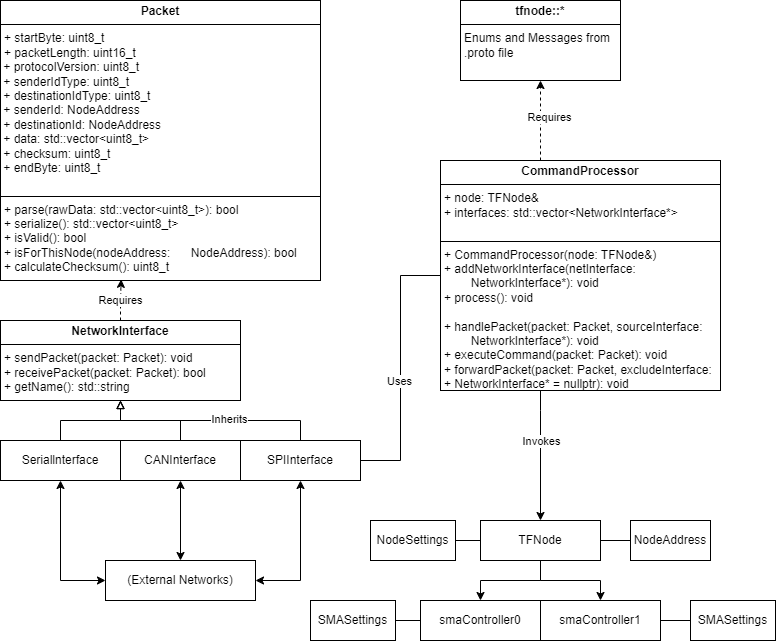 Packet
+ startByte: uint8_t
+ packetLength: uint16_t
+ protocolVersion: uint8_t
+ senderIdType: uint8_t
+ destinationIdType: uint8_t
+ senderId: NodeAddress
+ destinationId: NodeAddress
+ data: std::vector<uint8_t>
+ checksum: uint8_t
+ endByte: uint8_t
+ parse(rawData: std::vector<uint8_t>): bool
+ serialize(): std::vector<uint8_t>
+ isValid(): bool
+ isForThisNode(nodeAddress: NodeAddress): bool
+ calculateChecksum(): uint8_t
Requires
NetworkInterface
+ sendPacket(packet: Packet): void
+ receivePacket(packet: Packet): bool
+ getName(): std::string
Inherits
SerialInterface
CANInterface
SPIInterface
(External Networks)
tfnode::*
Enums and Messages from
.proto file
Requires
CommandProcessor
+ node: TFNode&
+ interfaces: std::vector<NetworkInterface*>
+ CommandProcessor(node: TFNode&)
+ addNetworkInterface(netInterface:
NetworkInterface*): void
+ process(): void
+ handlePacket(packet: Packet, sourceInterface:
NetworkInterface*): void
+ executeCommand(packet: Packet): void
+ forwardPacket(packet: Packet, excludeInterface:
+ NetworkInterface* = nullptr): void
Uses
Invokes
NodeSettings
TFNode
NodeAddress
SMASettings
smaController0
smaController1
SMASettings